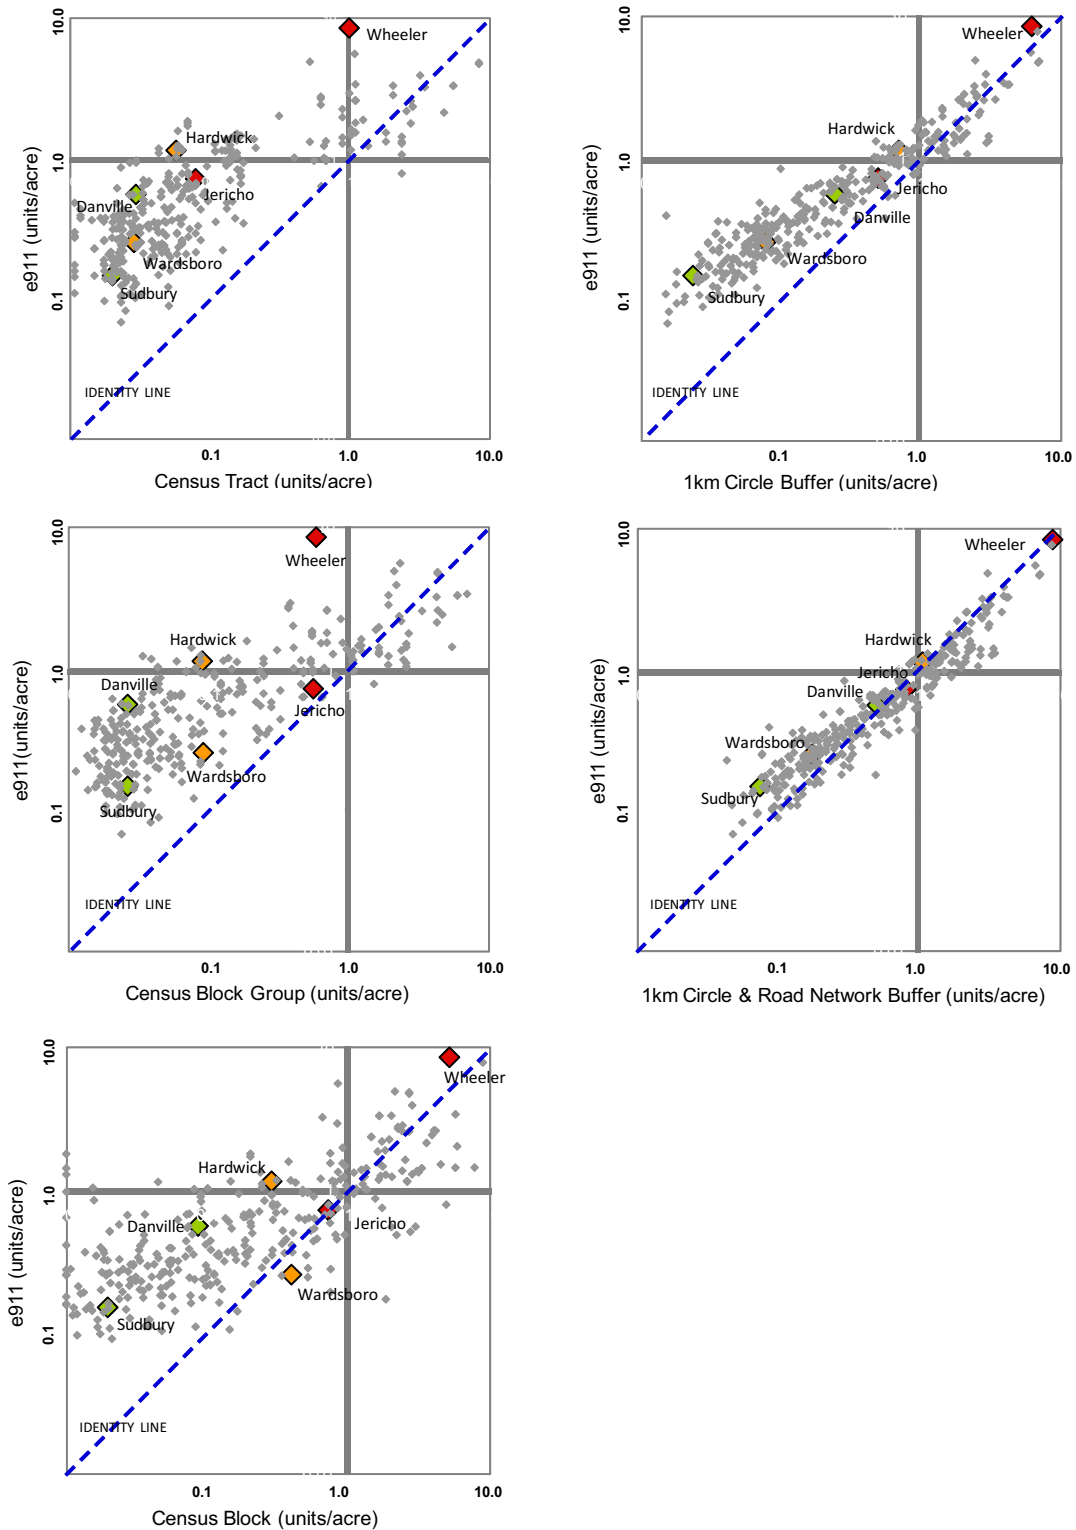 10.0
1.0
0.1
e911 (units/acre)
Wheeler
Hardwick
Jericho
Danville
Wardsboro
Sudbury
IDENTITY LINE
0.1 1.0 10.0
Census Tract (units/acre)
10.0
1.0
0.1
e911 (units/acre)
Wheeler
Hardwick
Jericho
Danville
Wardsboro
Sudbury
IDENTITY LINE
0.1 1.0 10.0
1km Circle Buffer (units/acre)
10.0
1.0
0.1
e911(units/acre)
Wheeler
Hardwick
Danville
Jericho
Wardsboro
Sudbury
IDENTITY LINE
0.1 1.0 10.0
Census Block Group (units/acre)
10.0
1.0
0.1
e911 (units/acre)
Wheeler
Hardwick
Jericho
Danville
Wardsboro
Sudbury
IDENTITY LINE
0.1 1.0 10.0
1km Circle & Road Network Buffer (units/acre)
10.0
1.0
0.1
e911 (units/acre)
Wheeler
Hardwick
Danville
Jericho
Wardsboro
Sudbury
IDENTITY LINE
0.1 1.0 10.0
Census Block (units/acre)